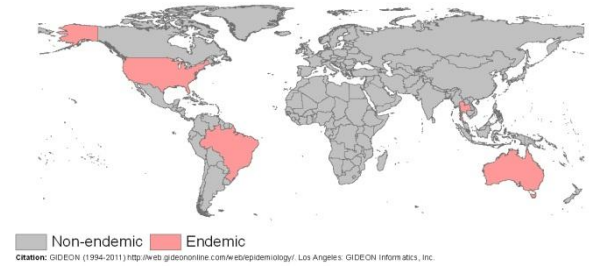 Non-endemic Endemic
Citation: GIDEON (1994-2011) http://web.gideononline.com/web/epidemiology/. Los Angeles: GIDEON Informatics, Inc.